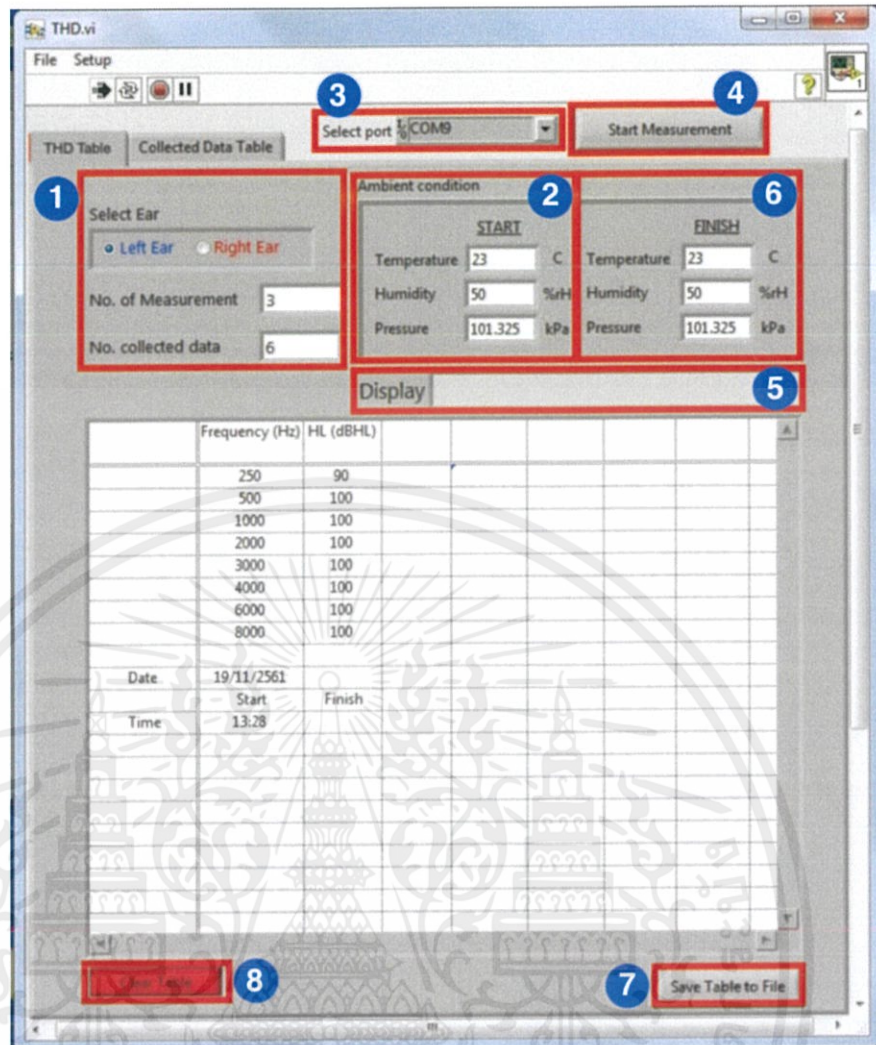 THD.vi
File Setup
3
4
Select port COM9
Start Measurement
THD Table
Collected Data Table
1
Select Ear
Left Ear
Right Ear
No. of Measurement 3
No. collected data 6
Ambient condition
2
START
Temperature 23 C
Humidity 50 %rH
Pressure 101.325 kPa
6
FINISH
Temperature 23 C
Humidity 50 %rH
Pressure 101.325 kPa
Display
5
Frequency (Hz) HL (dBHL)
250 90
500 100
1000 100
2000 100
3000 100
4000 100
6000 100
8000 100
Date 19/11/2561
Start Finish
Time 13:28
Clear Table
8
7
Save Table to File